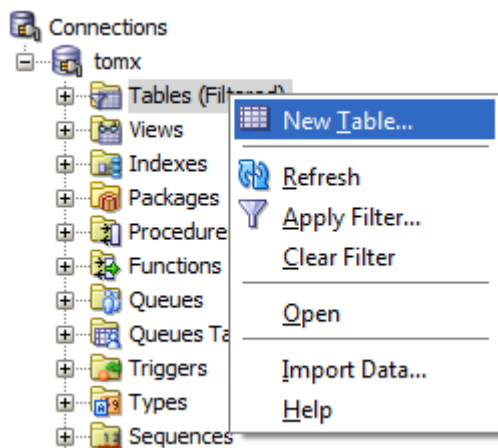 Connections
tomx
Tables (Filtered)
Views
Indexes
Packages
Procedure
Functions
Queues
Queues Ta
Triggers
Types
Sequences
New Table...
Refresh
Apply Filter...
Clear Filter
Open
Import Data...
Help